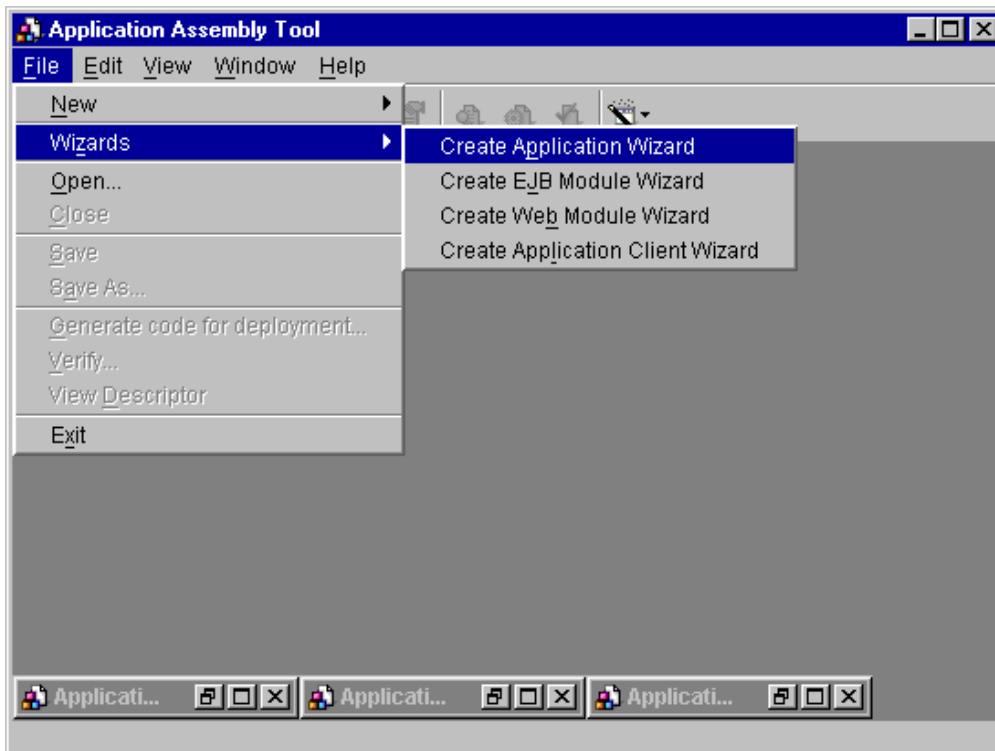 Application Assembly Tool
File Edit View Window Help
New
Wizards
Open...
Close
Save
Save As...
Generate code for deployment...
Verify...
View Descriptor
Exit
Create Application Wizard
Create EJB Module Wizard
Create Web Module Wizard
Create Application Client Wizard
Applicati... Applicati... Applicati...